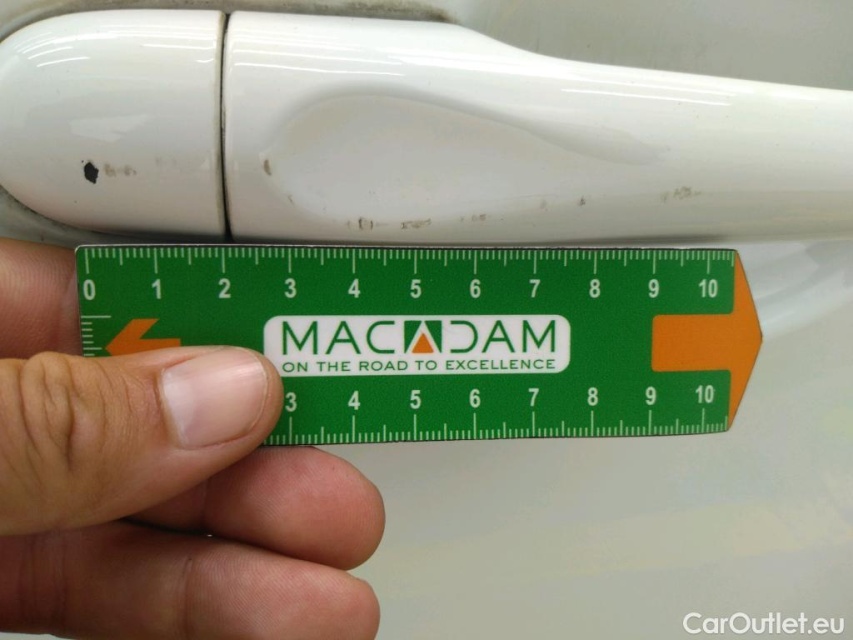 0 1 2 3 4 5 6 7 8 9 10
MACADAM
ON THE ROAD TO EXCELLENCE
3 4 5 6 7 8 9 10
CarOutlet.eu